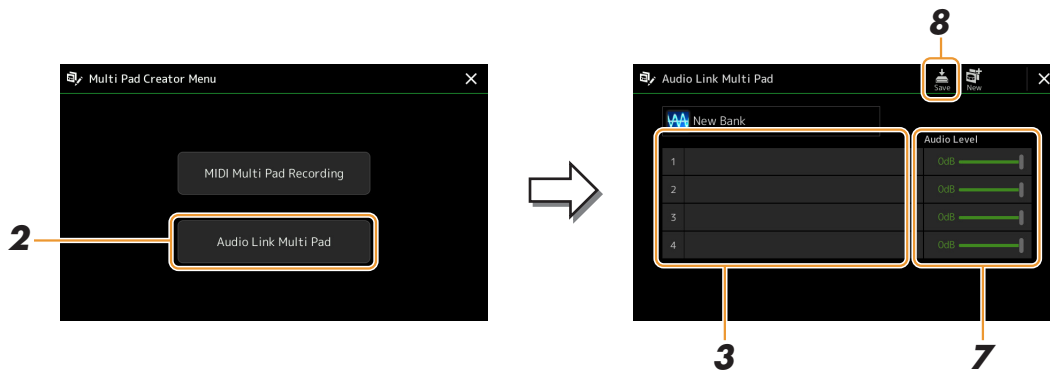 8
Multi Pad Creator Menu
MIDI Multi Pad Recording
Audio Link Multi Pad
2
Audio Link Multi Pad
Save
New
New Bank
Audio Level
1 0dB
2 0dB
3 0dB
4 0dB
3
7